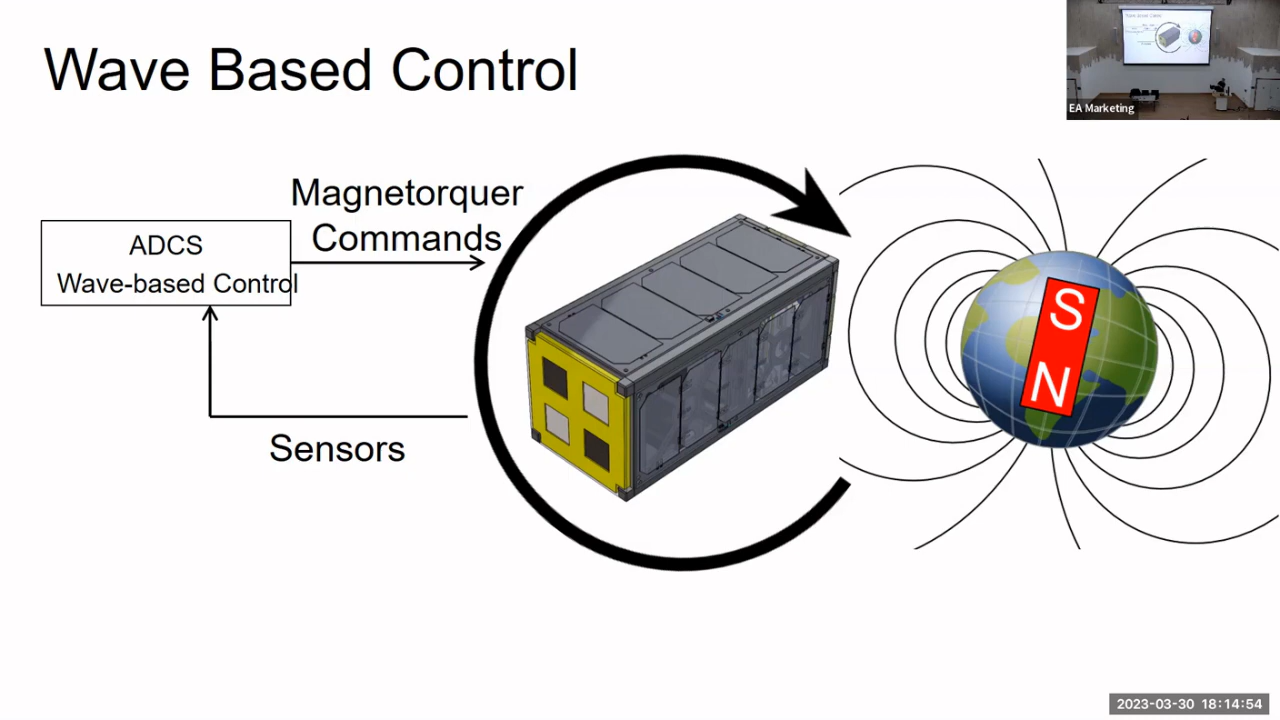 Wave Based Control
EA Marketing
Magnetorquer
Commands
ADCS
Wave-based Control
Sensors
S
N
2023-03-30 18:14:54